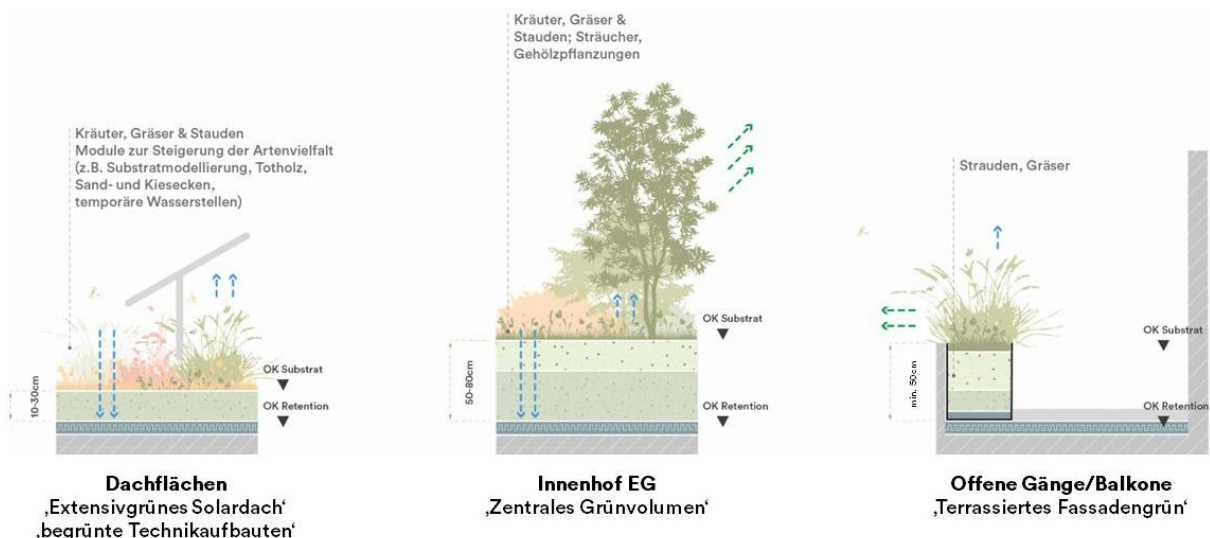 Kräuter, Gräser & Stauden
Module zur Steigerung der Artenvielfalt
(z.B. Substratmodellierung, Totholz,
Sand- und Kiesecken,
temporäre Wasserstellen)
OK Substrat
OK Retention
10-30cm
Dachflächen
‚Extensivgrünes Solardach‘
‚begrünte Technikaufbauten‘
Kräuter, Gräser &
Stauden; Sträucher,
Gehölzpflanzungen
OK Substrat
OK Retention
50-80cm
Innenhof EG
‚Zentrales Grünvolumen‘
Strauden, Gräser
OK Substrat
OK Retention
min. 50cm
Offene Gänge/Balkone
‚Terrassiertes Fassadengrün‘